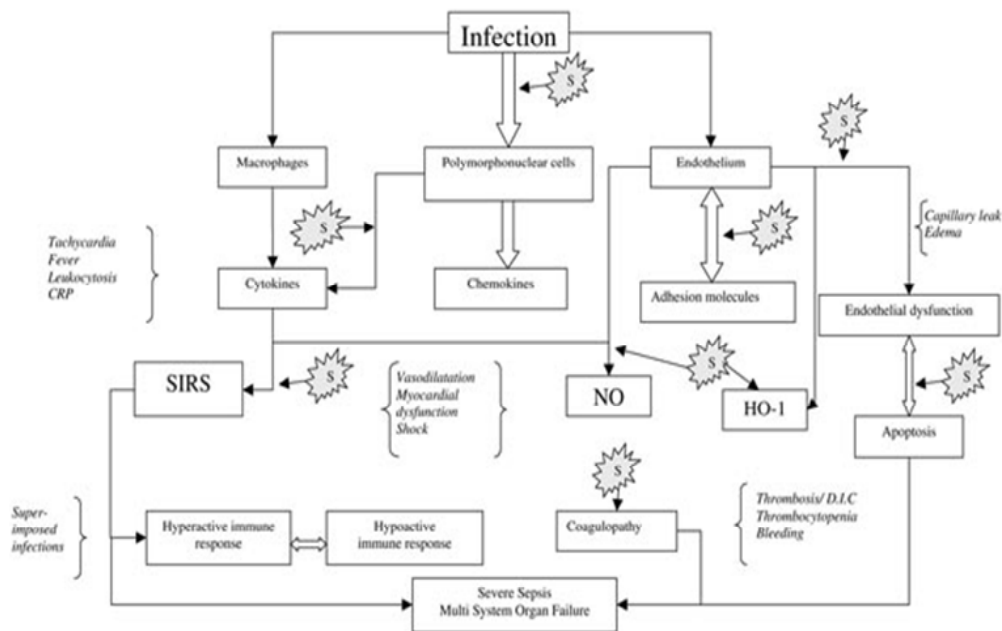 Infection
S
S
Macrophages
Polymorphonuclear cells
Endothelium
S
S
Capillary leak
Edema
Tachycardia
Fever
Leukocytosis
CRP
Cytokines
Chemokines
Adhesion molecules
Endothelial dysfunction
SIRS
S
Vasodilatation
Myocardial
dysfunction
Shock
NO
S
HO-1
S
Apoptosis
S
Super-
imposed
infections
Hyperactive immune
response
Hypoactive
immune response
Coagulopathy
Thrombosis/ D.I.C
Thrombocytopenia
Bleeding
Severe Sepsis
Multi System Organ Failure